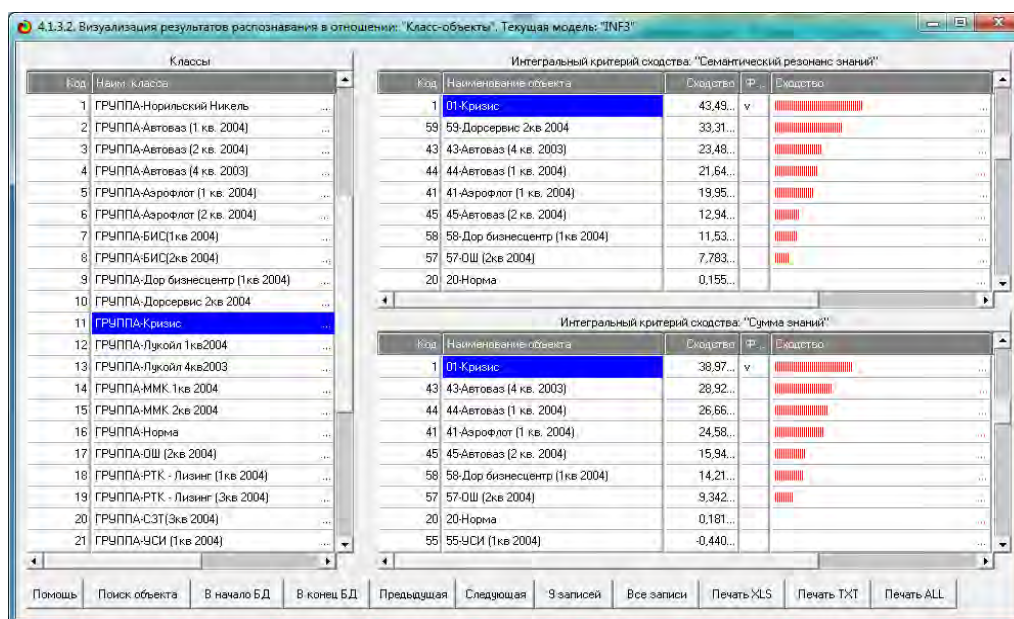 4.1.3.2. Визуализация результатов распознавания в отношении: "Класс-объекты". Текущая модель: "INF3"
Классы
Код Наим. класса
1 ГРУППА-Норильский Никель ...
2 ГРУППА-Автоваз (1 кв. 2004) ...
3 ГРУППА-Автоваз (2 кв. 2004) ...
4 ГРУППА-Автоваз (4 кв. 2003) ...
5 ГРУППА-Аэрофлот (1 кв. 2004) ...
6 ГРУППА-Аэрофлот (2 кв. 2004) ...
7 ГРУППА-БИС(1кв 2004) ...
8 ГРУППА-БИС(2кв 2004) ...
9 ГРУППА-Дор бизнесцентр (1кв 2004) ...
10 ГРУППА-Дорсервис 2кв 2004 ...
11 ГРУППА-Кризис ...
12 ГРУППА-Лукойл 1кв2004 ...
13 ГРУППА-Лукойл 4кв2003 ...
14 ГРУППА-ММК 1кв 2004 ...
15 ГРУППА-ММК 2кв 2004 ...
16 ГРУППА-Норма ...
17 ГРУППА-ОШ (2кв 2004) ...
18 ГРУППА-РТК - Лизинг (1кв 2004) ...
19 ГРУППА-РТК - Лизинг (3кв 2004) ...
20 ГРУППА-СЗТ(3кв 2004) ...
21 ГРУППА-УСИ (1кв 2004) ...
Интегральный критерий сходства: "Семантический резонанс знаний"
Код Наименование объекта Сходство Ф... Сходство
1 01-Кризис 43,49... v ...
59 59-Дорсервис 2кв 2004 33,31... ...
43 43-Автоваз (4 кв. 2003) 23,48... ...
44 44-Автоваз (1 кв. 2004) 21,64... ...
41 41-Аэрофлот (1 кв. 2004) 19,95... ...
45 45-Автоваз (2 кв. 2004) 12,94... ...
58 58-Дор бизнесцентр (1кв 2004) 11,53... ...
57 57-ОШ (2кв 2004) 7,783... ...
20 20-Норма 0,155... ...
Интегральный критерий сходства: "Сумма знаний"
Код Наименование объекта Сходство Ф... Сходство
1 01-Кризис 38,97... v ...
43 43-Автоваз (4 кв. 2003) 28,92... ...
44 44-Автоваз (1 кв. 2004) 26,66... ...
41 41-Аэрофлот (1 кв. 2004) 24,58... ...
45 45-Автоваз (2 кв. 2004) 15,94... ...
58 58-Дор бизнесцентр (1кв 2004) 14,21... ...
57 57-ОШ (2кв 2004) 9,342... ...
20 20-Норма 0,181... ...
55 55-УСИ (1кв 2004) -0,440... ...
Помощь Поиск объекта В начало БД В конец БД Предыдущая Следующая 9 записей Все записи Печать XLS Печать TXT Печать ALL